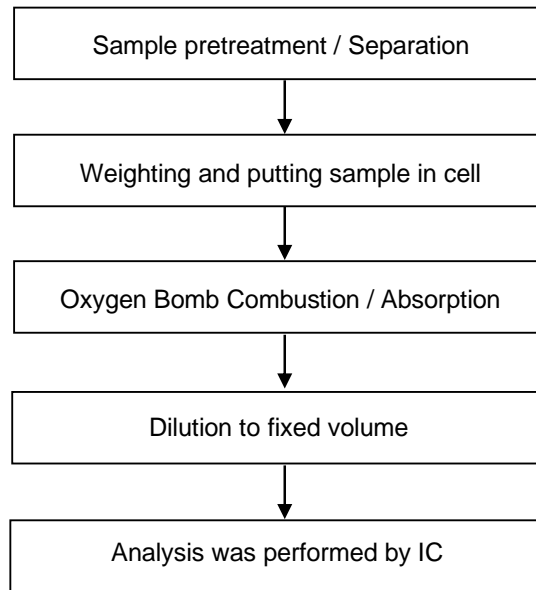 Sample pretreatment / Separation
Weighting and putting sample in cell
Oxygen Bomb Combustion / Absorption
Dilution to fixed volume
Analysis was performed by IC